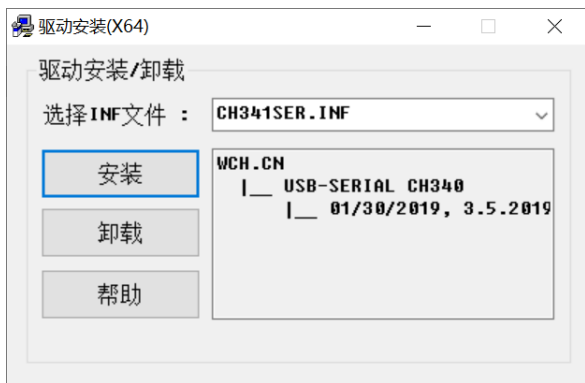 驱动安装(X64)
驱动安装/卸载
选择INF文件 : CH341SER.INF
安装
卸载
帮助
WCH.CN
|__ USB-SERIAL CH340
|__ 01/30/2019, 3.5.2019